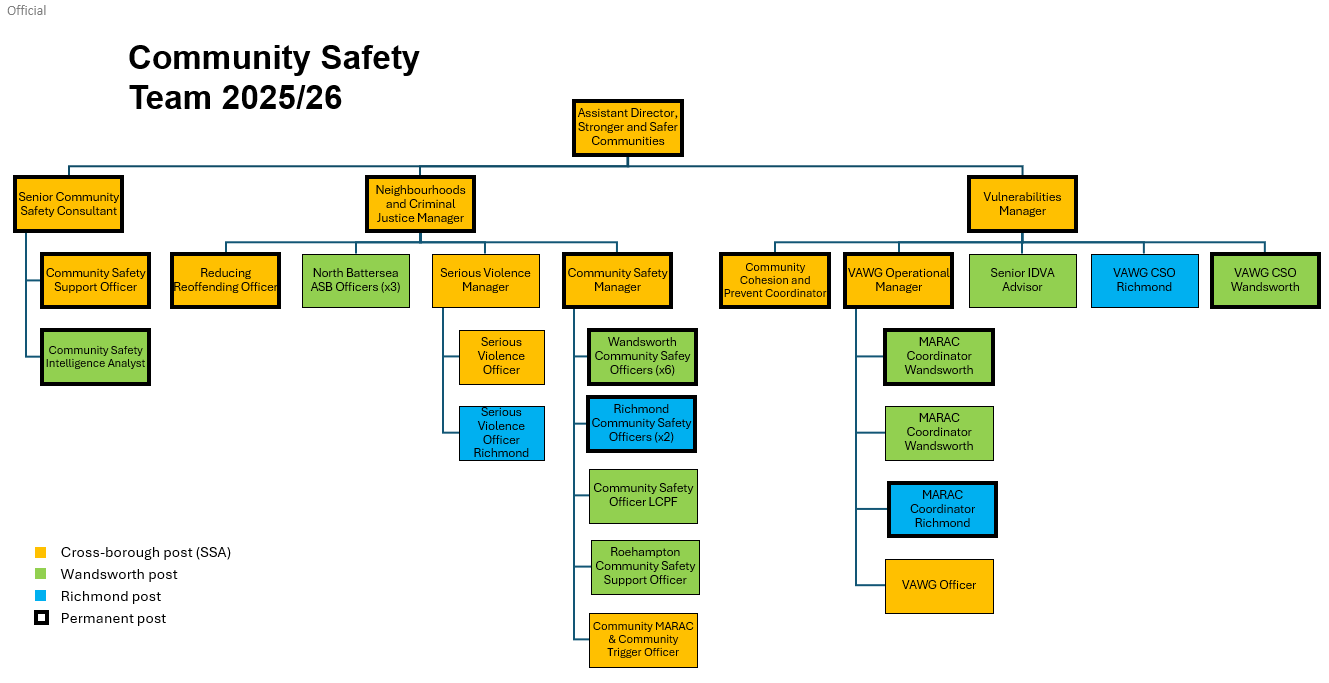 Official
Community Safety
Team 2025/26
Assistant Director,
Stronger and Safer
Communities
Senior Community
Safety Consultant
Neighbourhoods
and Criminal
Justice Manager
Vulnerabilities
Manager
Community Safety
Support Officer
Reducing
Reoffending Officer
North Battersea
ASB Officers (x3)
Serious Violence
Manager
Community Safety
Manager
Community
Cohesion and
Prevent Coordinator
VAWG Operational
Manager
Senior IDVA
Advisor
VAWG CSO
Richmond
VAWG CSO
Wandsworth
Community Safety
Intelligence Analyst
Serious
Violence
Officer
Wandsworth
Community Safey
Officers (x6)
MARAC
Coordinator
Wandsworth
Serious
Violence
Officer
Richmond
Richmond
Community Safety
Officers (x2)
MARAC
Coordinator
Wandsworth
Community Safety
Officer LCPF
MARAC
Coordinator
Richmond
Roehampton
Community Safety
Support Officer
VAWG Officer
Community MARAC
& Community
Trigger Officer
Cross-borough post (SSA)
Wandsworth post
Richmond post
Permanent post